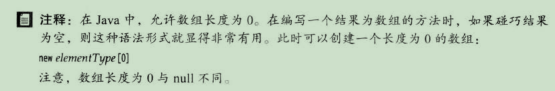 注释：在 Java 中，允许数组长度为 0。在编写一个结果为数组的方法时，如果碰巧结果
为空，则这种语法形式就显得非常有用。此时可以创建一个长度为 0 的数组：
new elementType[0]
注意，数组长度为 0 与 null 不同。